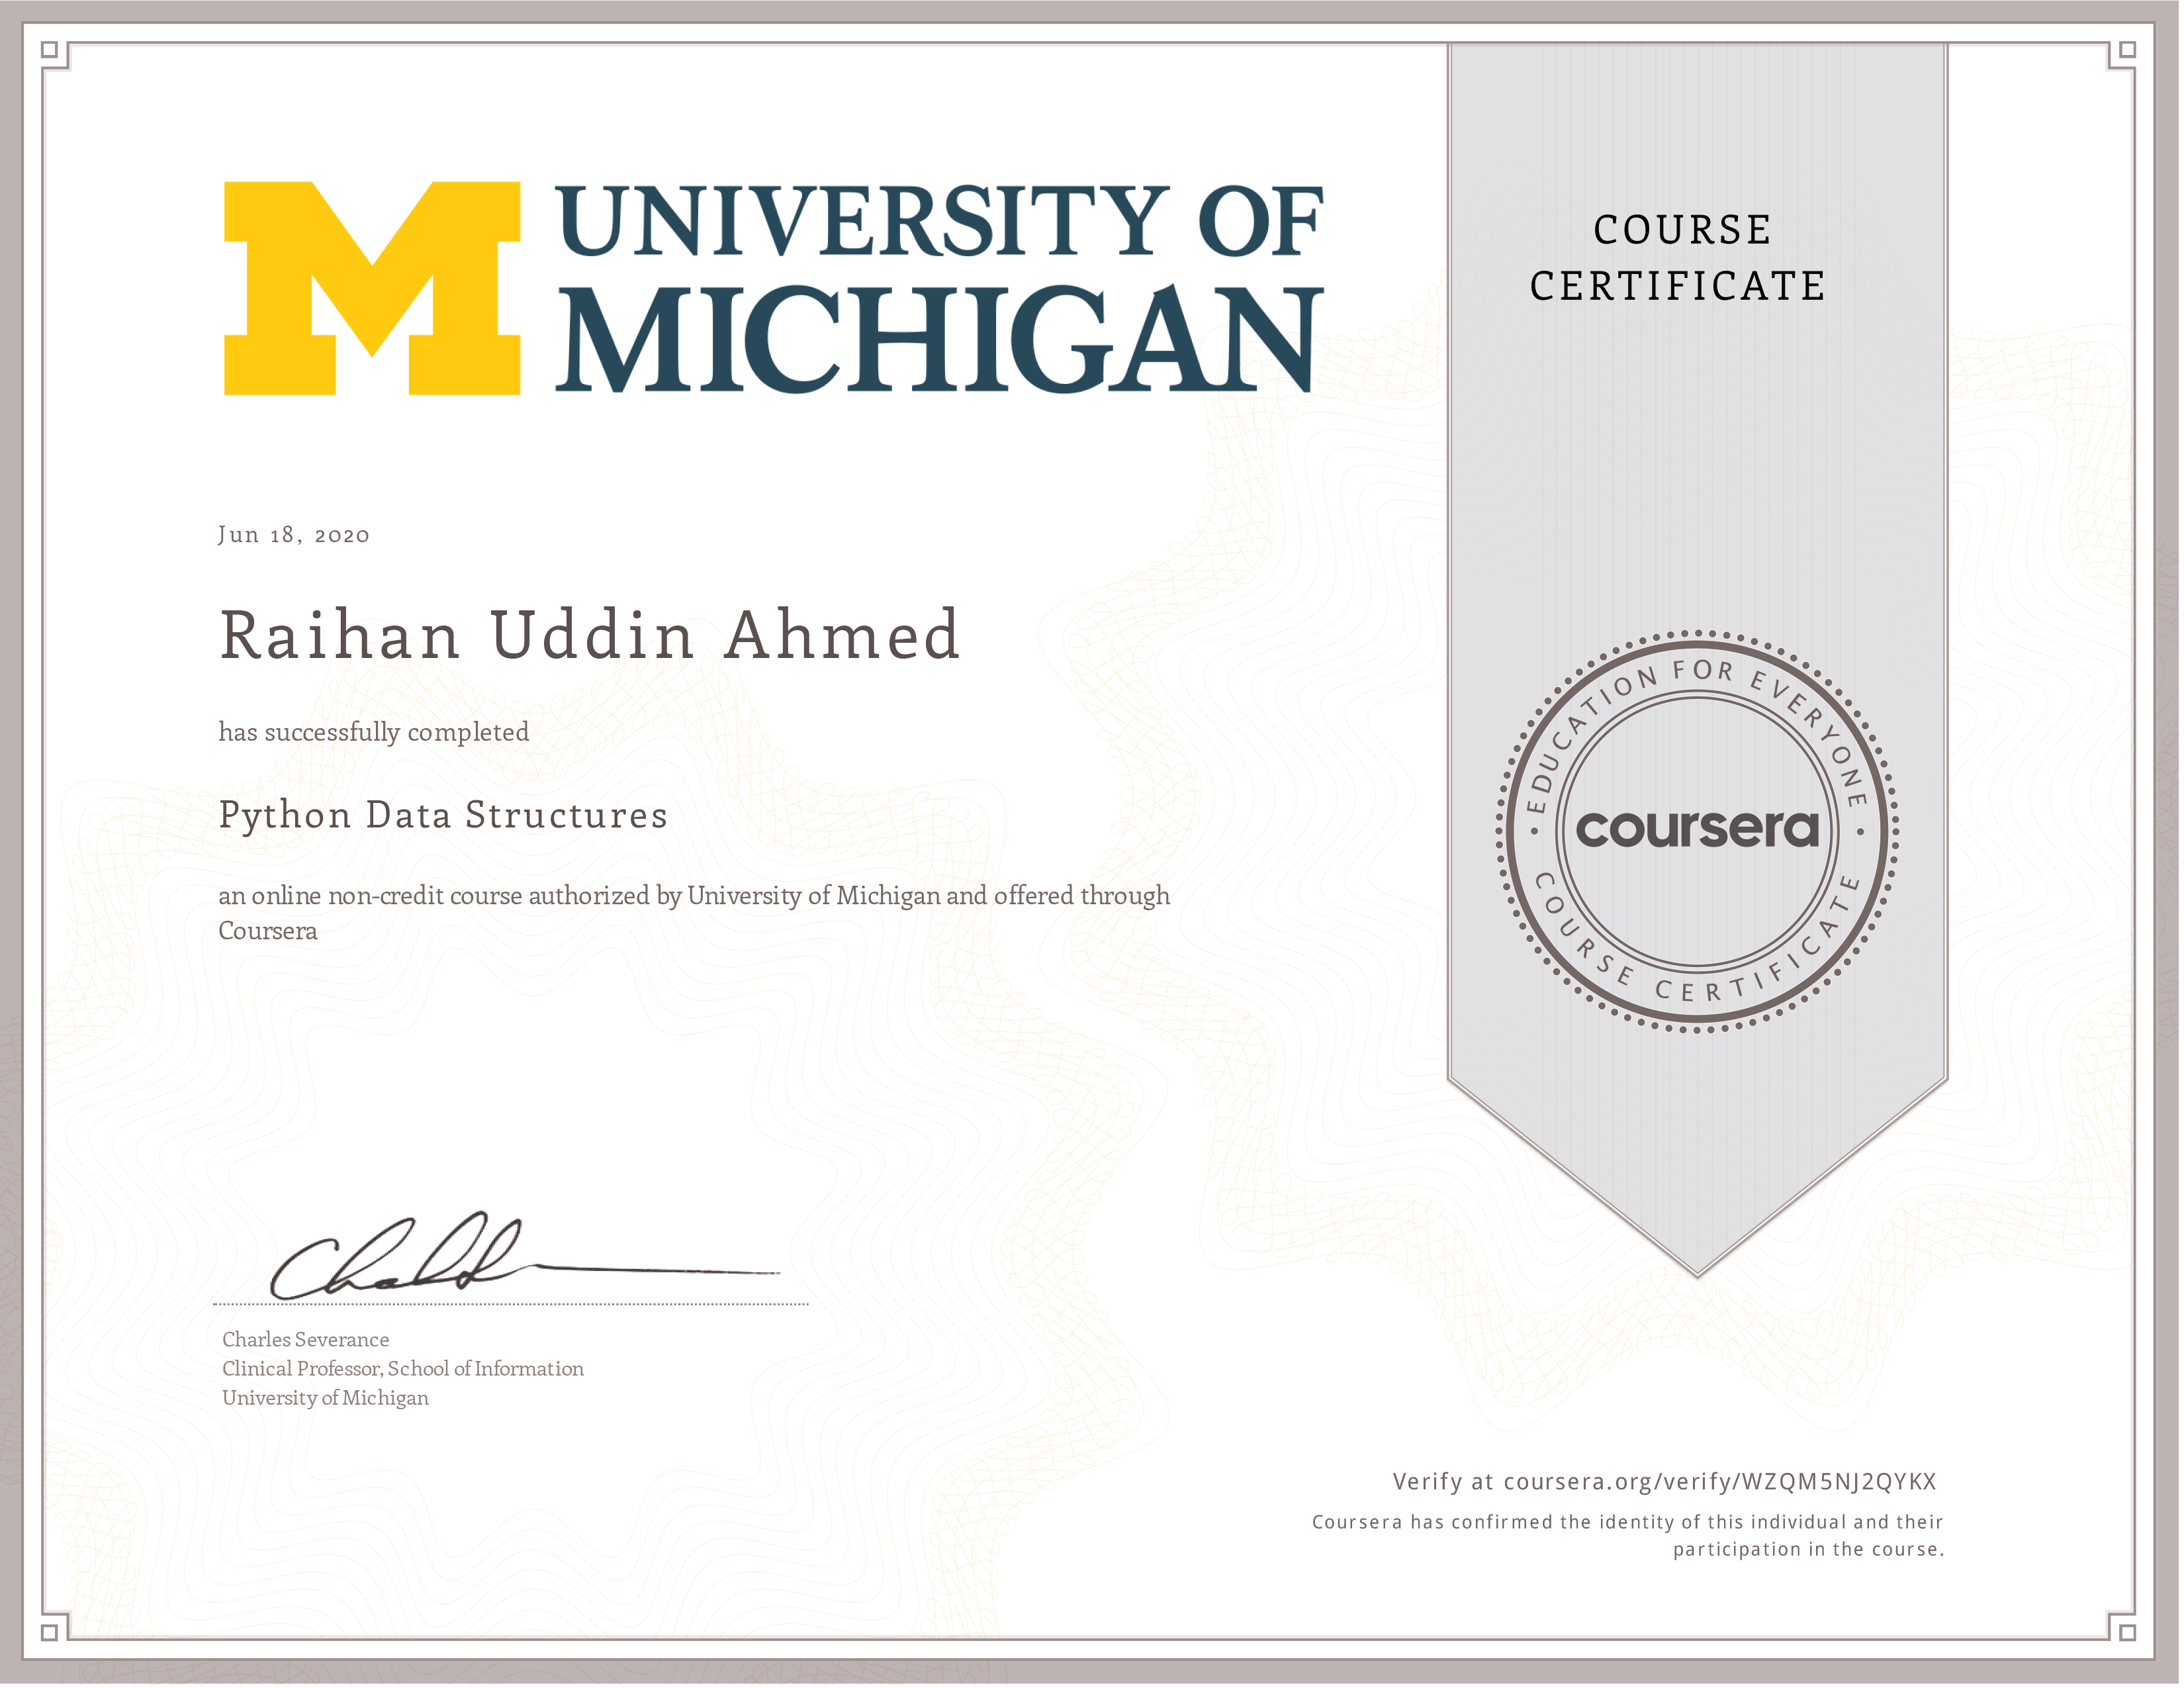 M UNIVERSITY OF
MICHIGAN
COURSE
CERTIFICATE
Jun 18, 2020
Raihan Uddin Ahmed
has successfully completed
Python Data Structures
an online non-credit course authorized by University of Michigan and offered through
Coursera
EDUCATION FOR EVERYONE
coursera
COURSE CERTIFICATE
Charles Severance
Clinical Professor, School of Information
University of Michigan
Verify at coursera.org/verify/WZQM5NJ2QYKX
Coursera has confirmed the identity of this individual and their
participation in the course.